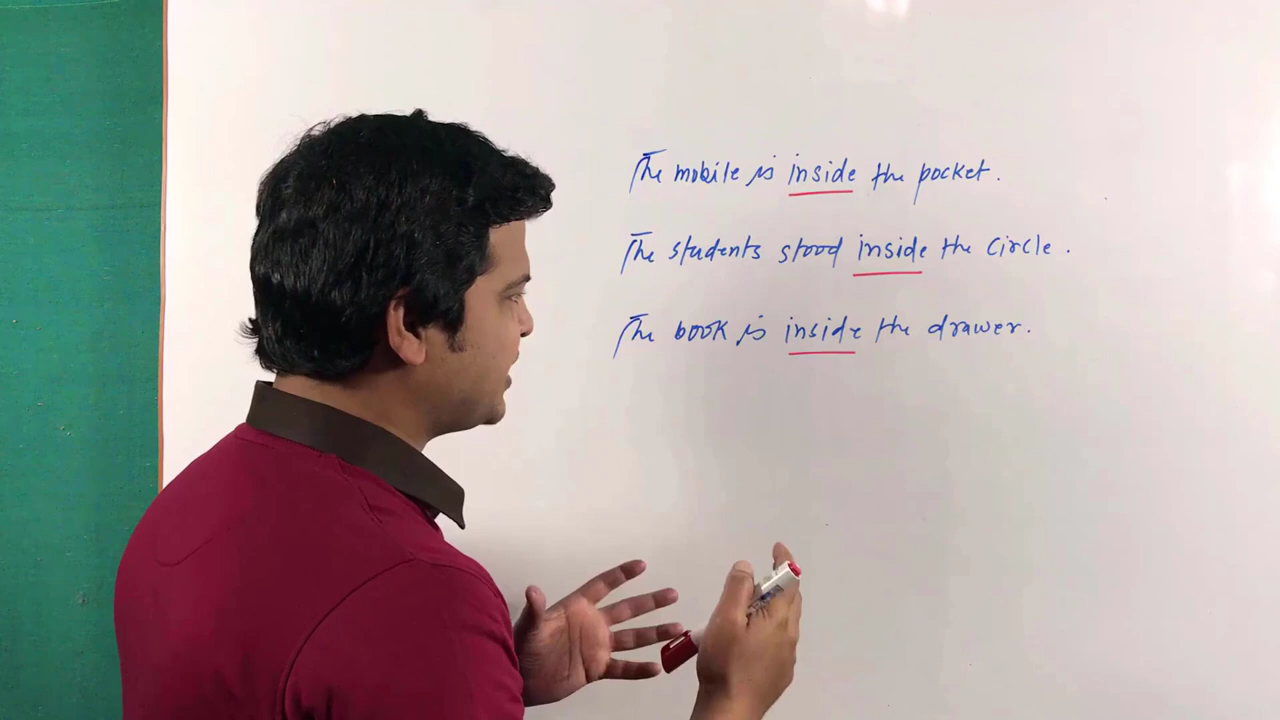 The mobile is inside the pocket.
The students stood inside the circle.
The book is inside the drawer.